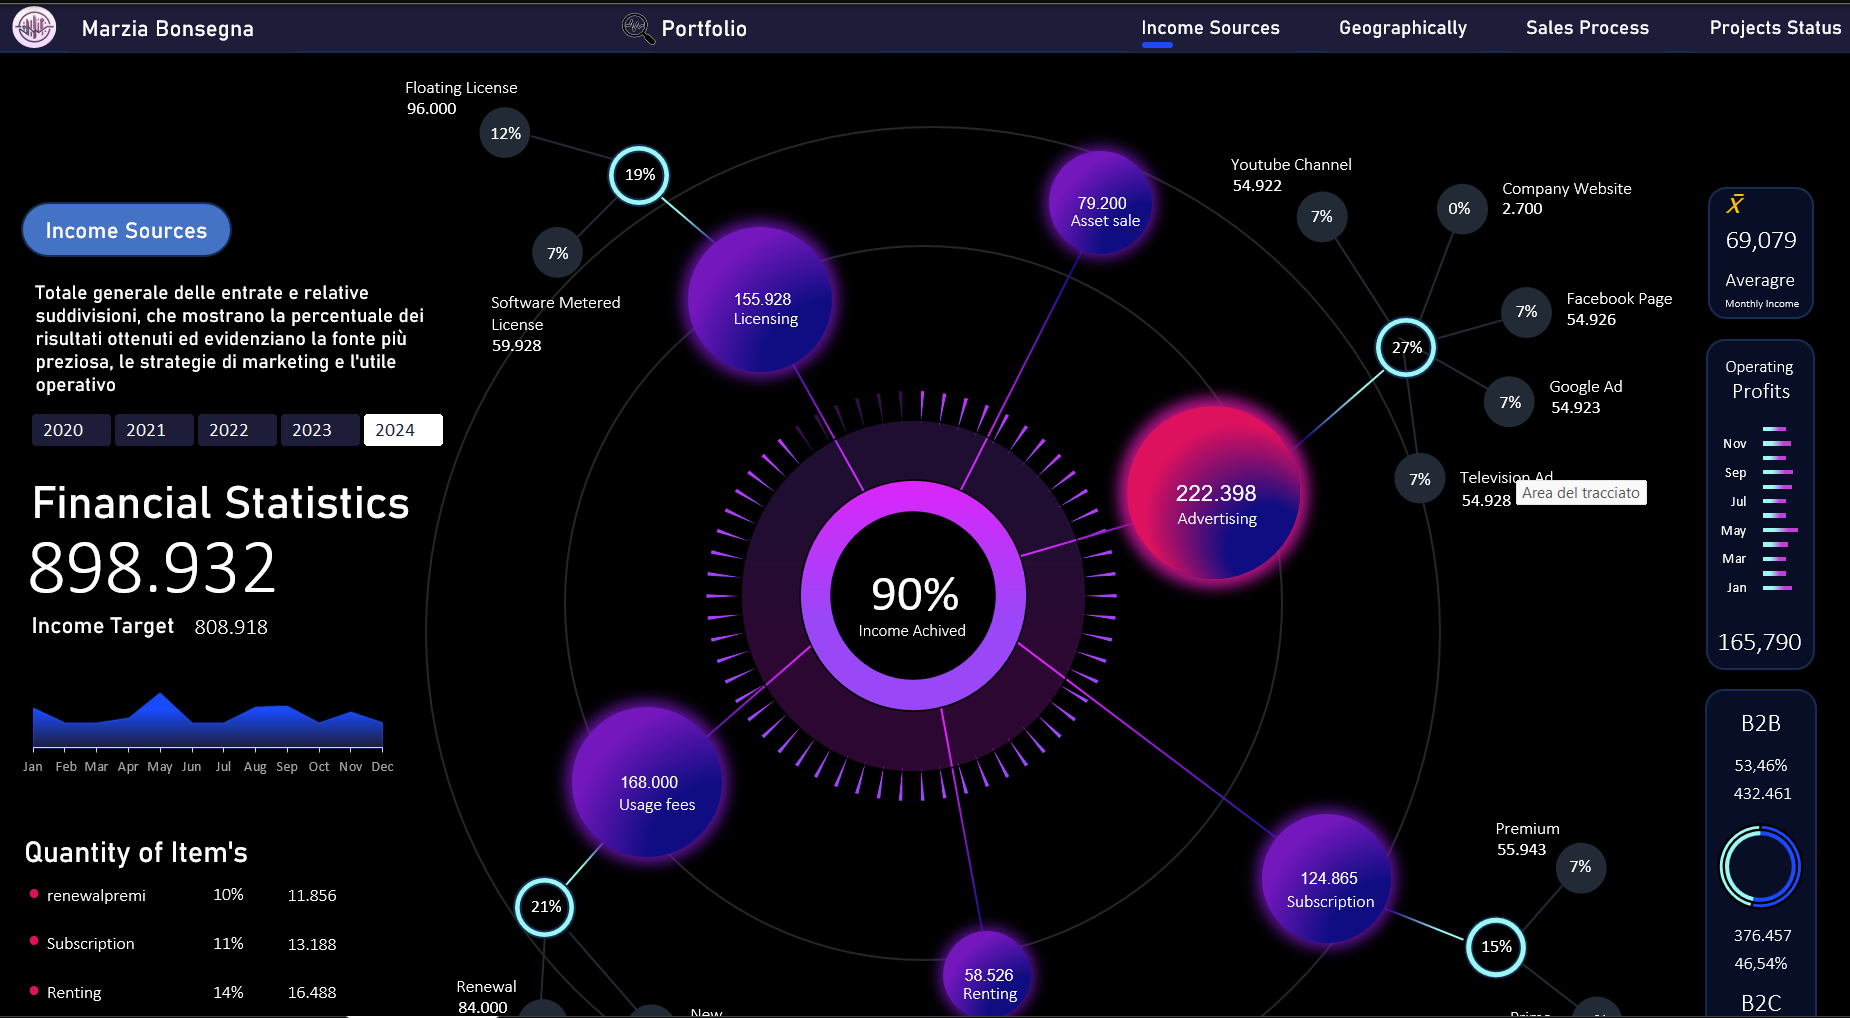 Marzia Bonsegna
Portfolio
Income Sources
Geographically
Sales Process
Projects Status
Income Sources
Totale generale delle entrate e relative
suddivisioni, che mostrano la percentuale dei
risultati ottenuti ed evidenziano la fonte più
preziosa, le strategie di marketing e l'utile
operativo
2020
2021
2022
2023
2024
Financial Statistics
898.932
Income Target 808.918
Jan Feb Mar Apr May Jun Jul Aug Sep Oct Nov Dec
Quantity of Item's
renewalpremi 10% 11.856
Subscription 11% 13.188
Renting 14% 16.488
Floating License
96.000
12%
19%
7%
Software Metered
License
59.928
155.928
Licensing
79.200
Asset sale
Youtube Channel
54.922
7%
0%
Company Website
2.700
7%
Facebook Page
54.926
27%
7%
Google Ad
54.923
7%
Television Ad
54.928
Area del tracciato
222.398
Advertising
90%
Income Achived
168.000
Usage fees
21%
Renewal
84.000
New
58.526
Renting
124.865
Subscription
15%
Premium
55.943
7%
Prime
X̄
69,079
Averagre
Monthly Income
Operating
Profits
Nov
Sep
Jul
May
Mar
Jan
165,790
B2B
53,46%
432.461
376.457
46,54%
B2C